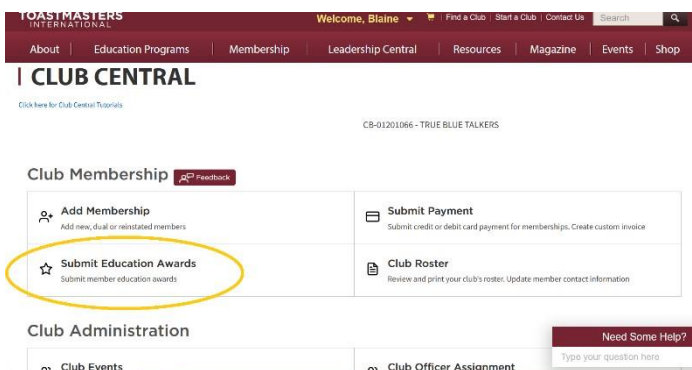 TOASTMASTERS
INTERNATIONAL
Welcome, Blaine
Find a Club | Start a Club | Contact Us
Search
About | Education Programs | Membership | Leadership Central | Resources | Magazine | Events | Shop
CLUB CENTRAL
Click here for Club Central Tutorials
CB-01201066 - TRUE BLUE TALKERS
Club Membership
Feedback
Add Membership
Add new, dual or reinstated members
Submit Payment
Submit credit or debit card payment for memberships. Create custom invoice
Submit Education Awards
Submit member education awards
Club Roster
Review and print your club's roster. Update member contact information
Club Administration
Need Some Help?
Type your question here
Club Events
Club Officer Assignment